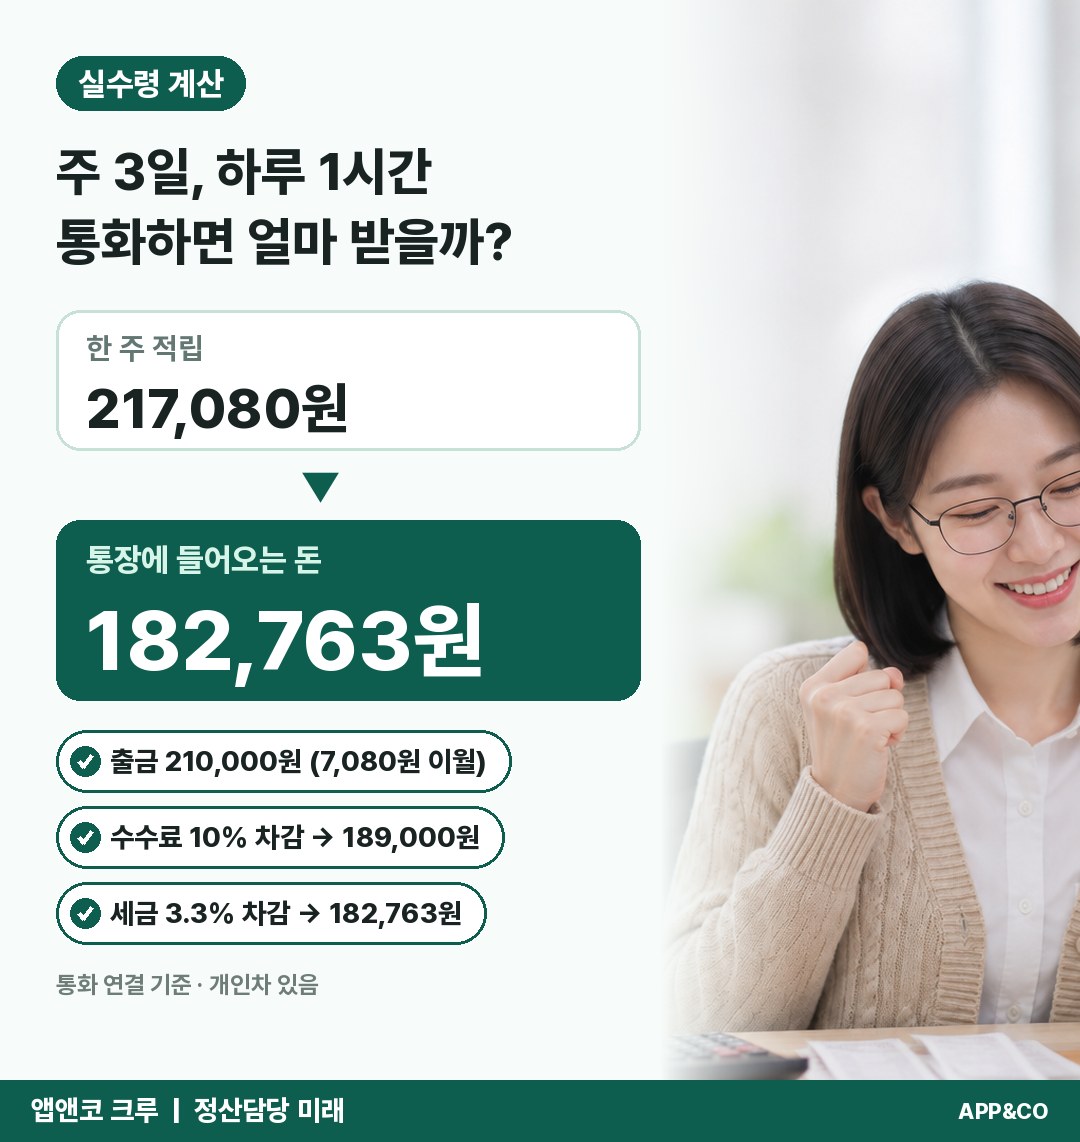 실수령 계산
주 3일, 하루 1시간
통화하면 얼마 받을까?
한 주 적립
217,080원
▼
통장에 들어오는 돈
182,763원
출금 210,000원 (7,080원 이월)
수수료 10% 차감 → 189,000원
세금 3.3% 차감 → 182,763원
통화 연결 기준 · 개인차 있음
앱앤코 크루 | 정산담당 미래
APP&CO